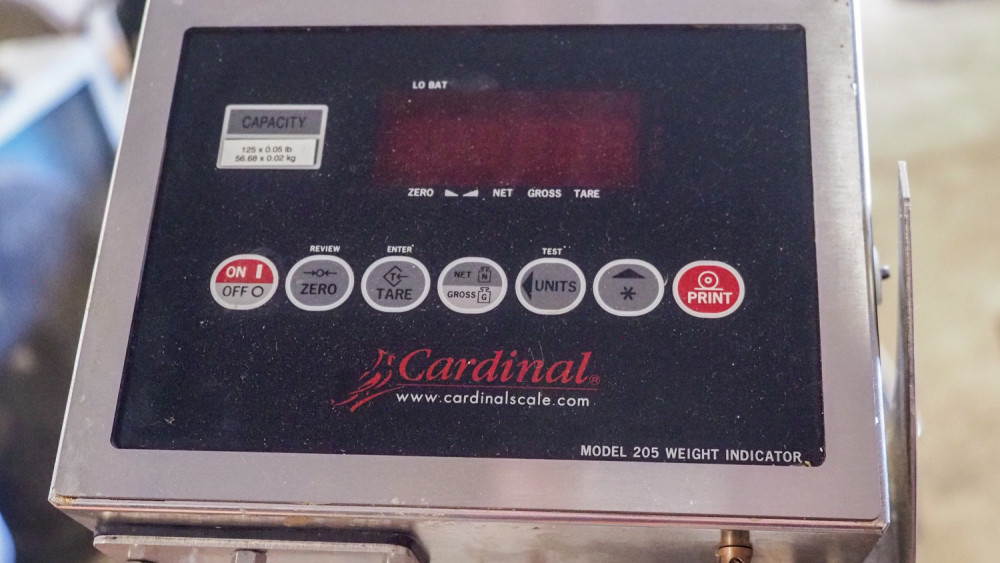 LO BAT
CAPACITY
125 x 0.05 lb
56.68 x 0.02 kg
ZERO NET GROSS TARE
REVIEW ENTER TEST
ON I
OFF O
→0← ZERO
TARE
NET N
GROSS G
UNITS
*
PRINT
Cardinal®
www.cardinalscale.com
MODEL 205 WEIGHT INDICATOR